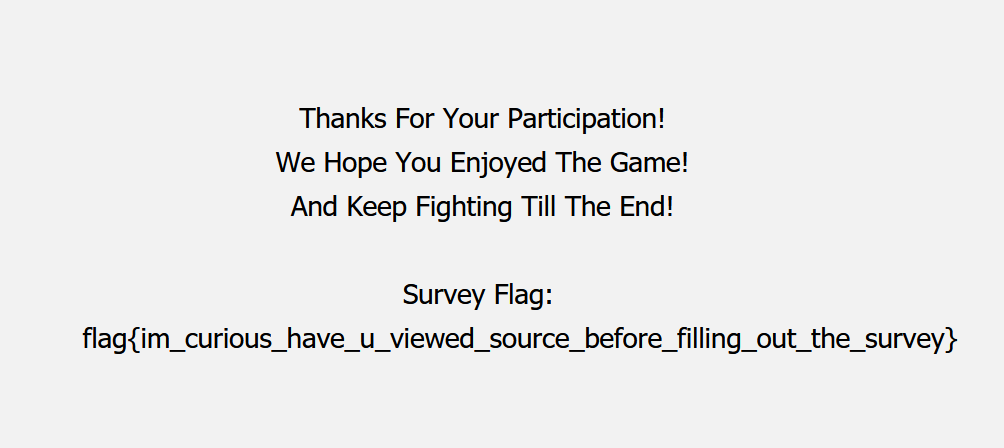 Thanks For Your Participation!
We Hope You Enjoyed The Game!
And Keep Fighting Till The End!
Survey Flag:
flag{im_curious_have_u_viewed_source_before_filling_out_the_survey}